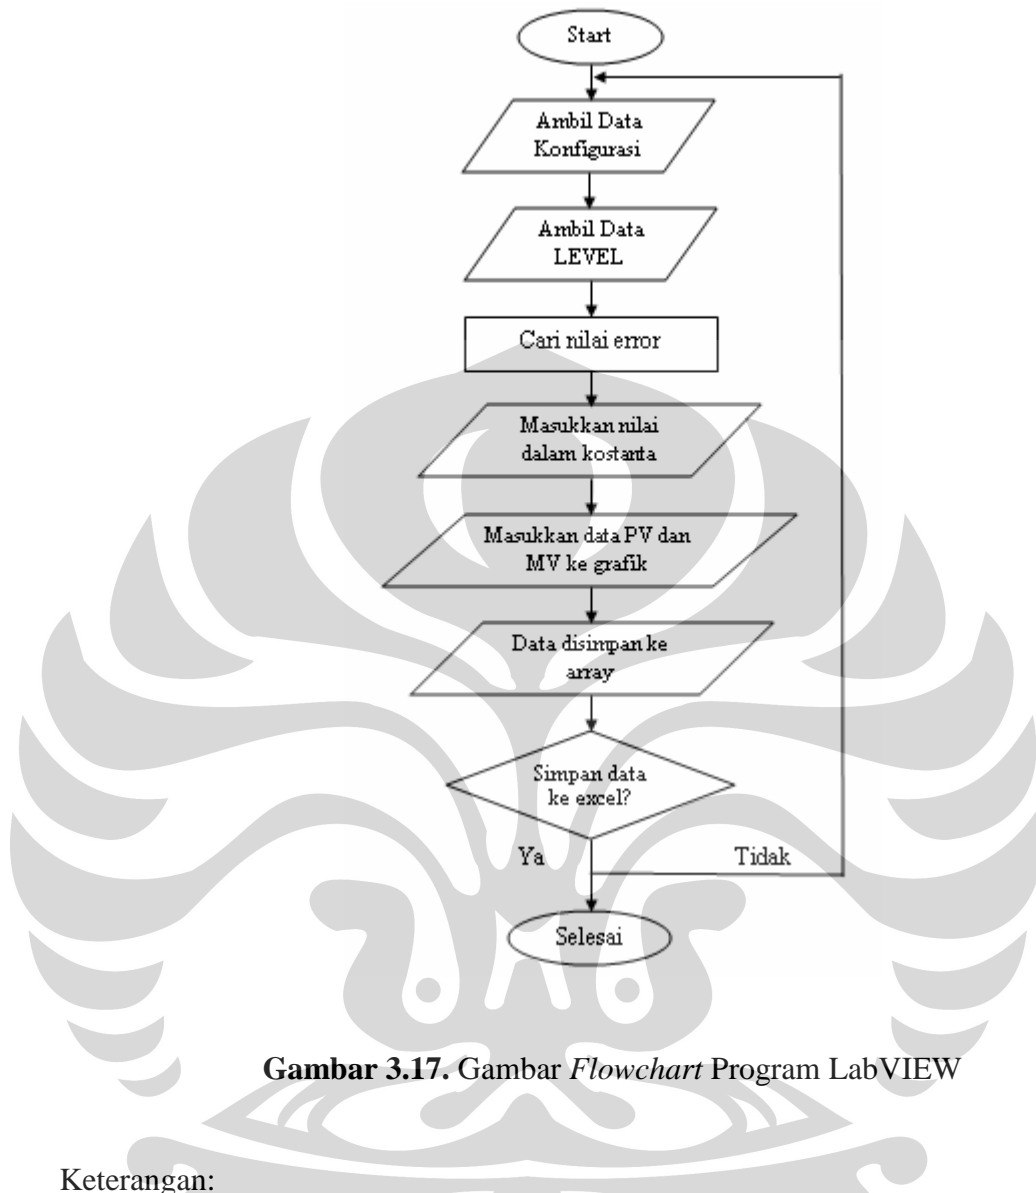 Start
Ambil Data
Konfigurasi
Ambil Data
LEVEL
Cari nilai error
Masukkan nilai
dalam kostanta
Masukkan data PV dan
MV ke grafik
Data disimpan ke
array
Simpan data
ke excel?
Ya
Tidak
Selesai
Gambar 3.17. Gambar Flowchart Program LabVIEW
Keterangan: